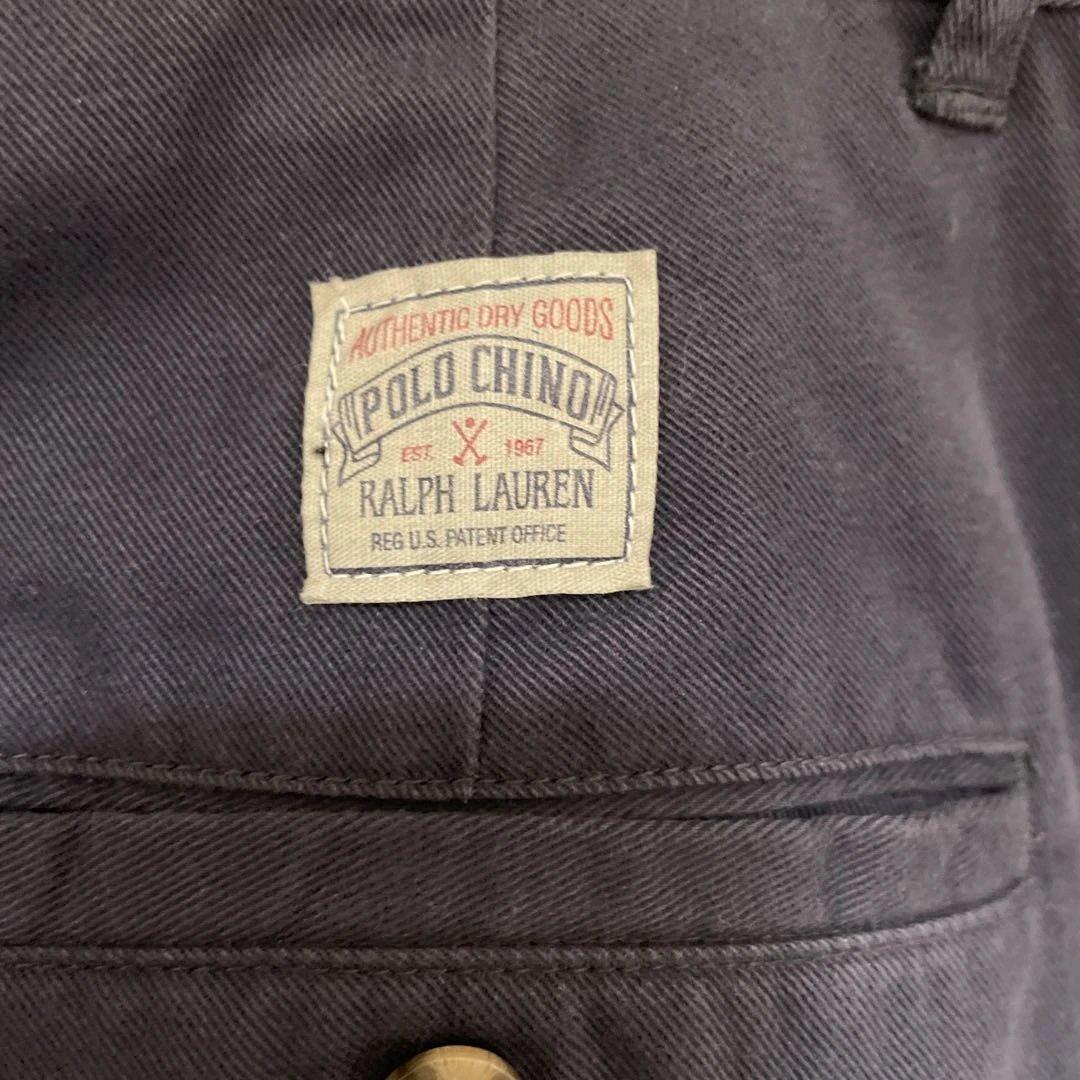 AUTHENTIC DRY GOODS
POLO CHINO
EST. 1967
RALPH LAUREN
REG U.S. PATENT OFFICE